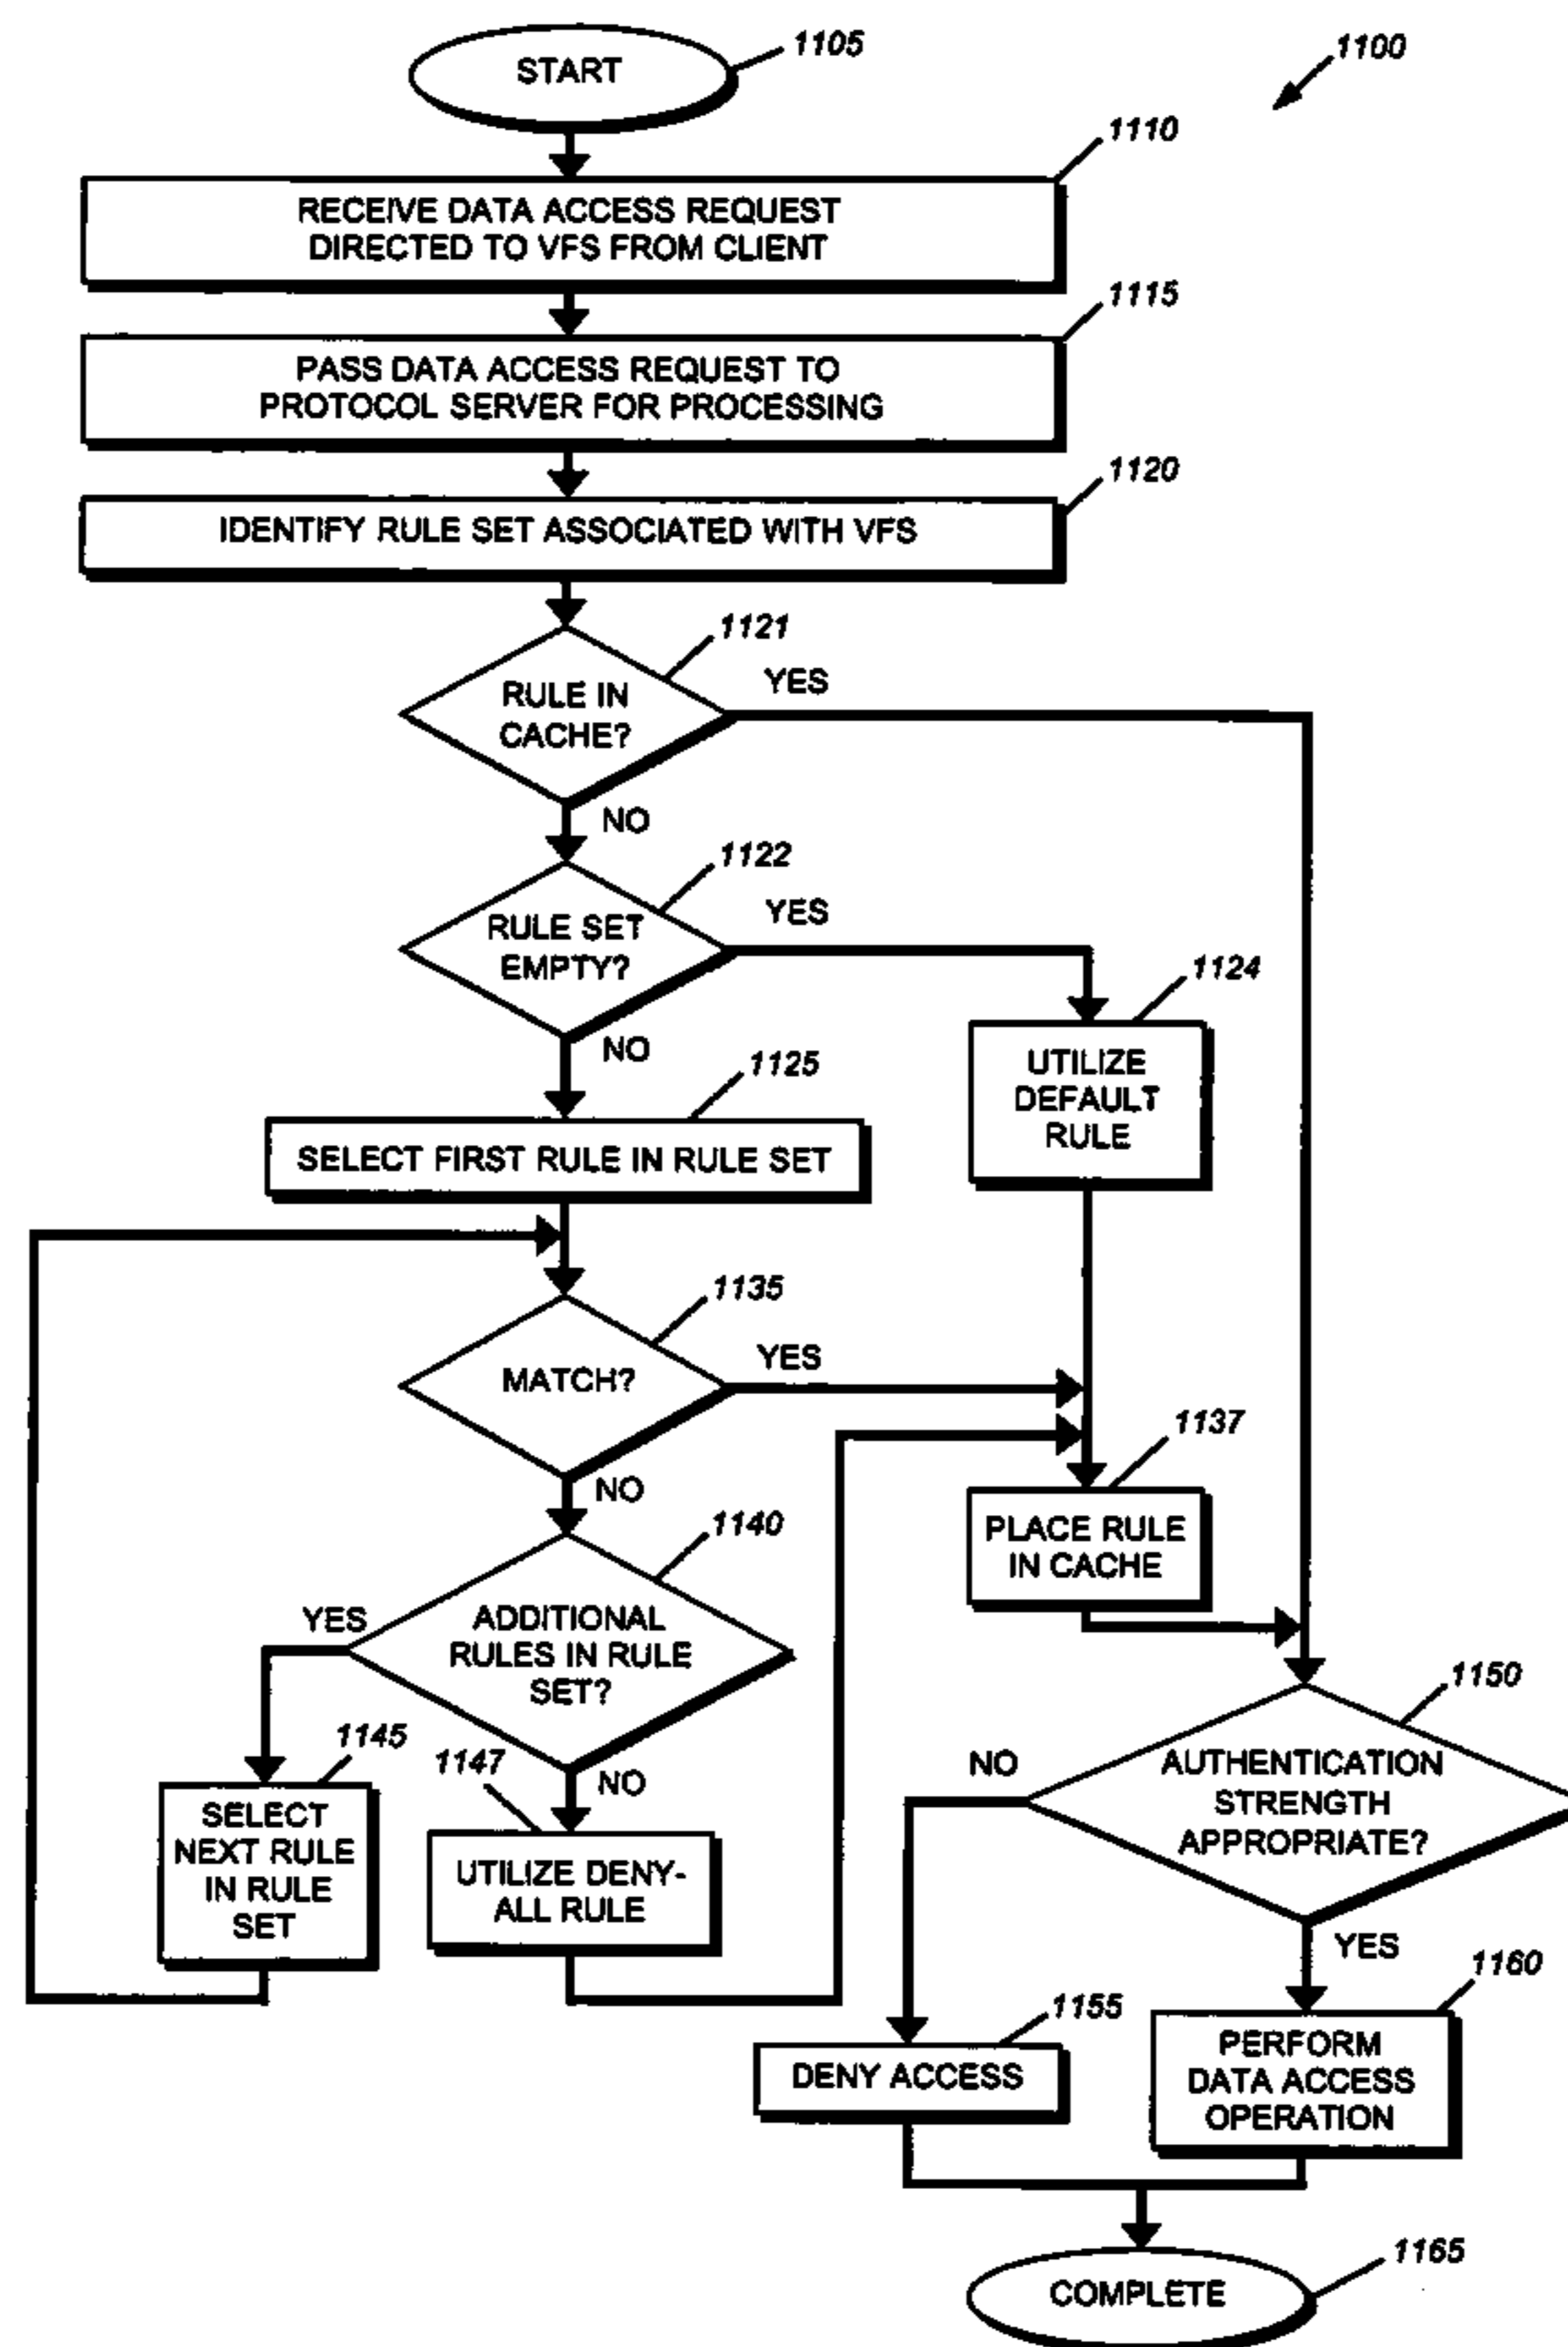 START
1105
1100
1110
RECEIVE DATA ACCESS REQUEST
DIRECTED TO VFS FROM CLIENT
1115
PASS DATA ACCESS REQUEST TO
PROTOCOL SERVER FOR PROCESSING
1120
IDENTIFY RULE SET ASSOCIATED WITH VFS
1121
RULE IN
CACHE?
YES
NO
1122
RULE SET
EMPTY?
YES
NO
1124
UTILIZE
DEFAULT
RULE
1125
SELECT FIRST RULE IN RULE SET
1135
MATCH?
YES
NO
1137
PLACE RULE
IN CACHE
1140
ADDITIONAL
RULES IN RULE
SET?
YES
NO
1145
SELECT
NEXT RULE
IN RULE
SET
1147
UTILIZE DENY-
ALL RULE
1150
AUTHENTICATION
STRENGTH
APPROPRIATE?
NO
YES
1155
DENY ACCESS
1160
PERFORM
DATA ACCESS
OPERATION
1165
COMPLETE